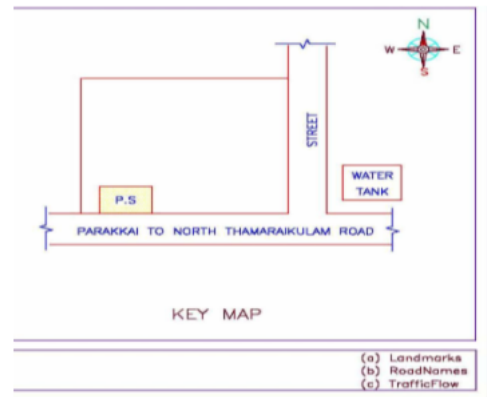 N
W E
S
STREET
WATER
TANK
P.S
PARAKKAI TO NORTH THAMARAIKULAM ROAD
KEY MAP
(a) Landmarks
(b) RoadNames
(c) TrafficFlow